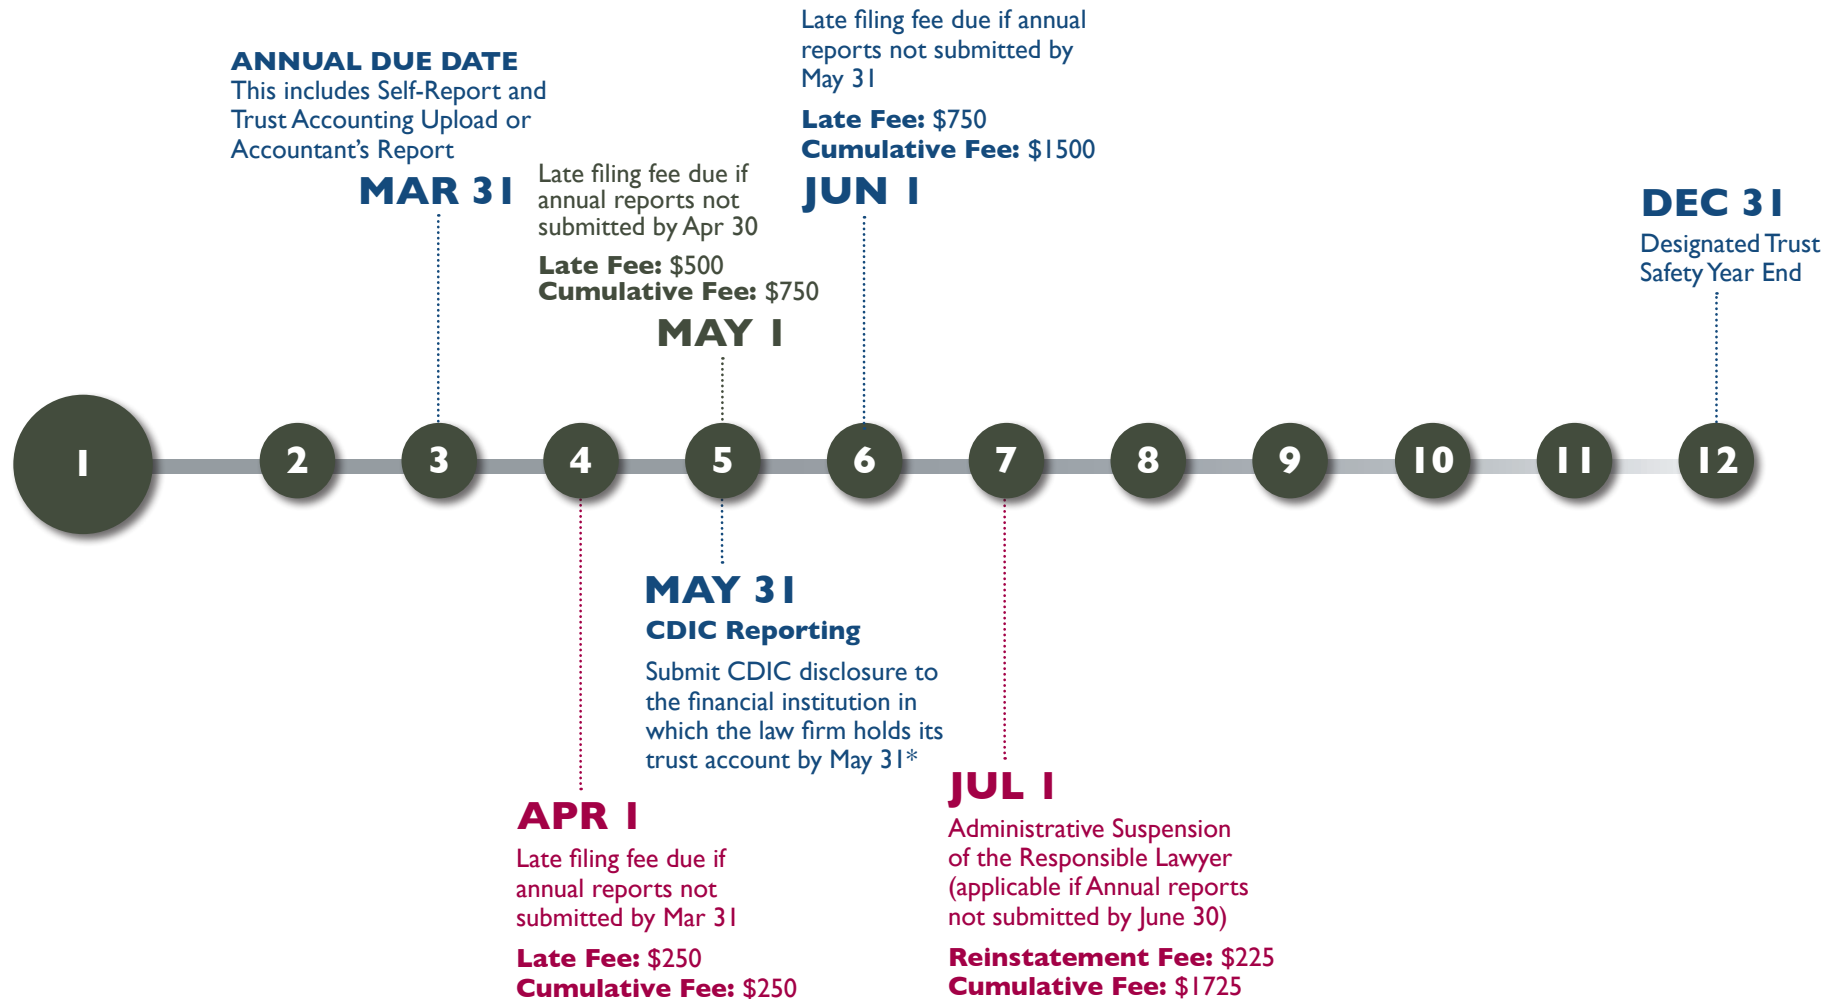 ANNUAL DUE DATE
This includes Self-Report and
Trust Accounting Upload or
Accountant’s Report
MAR 31
Late filing fee due if
annual reports not
submitted by Apr 30
Late Fee: $500
Cumulative Fee: $750
MAY 1
Late filing fee due if annual
reports not submitted by
May 31
Late Fee: $750
Cumulative Fee: $1500
JUN 1
DEC 31
Designated Trust
Safety Year End
1 2 3 4 5 6 7 8 9 10 11 12
APR 1
Late filing fee due if
annual reports not
submitted by Mar 31
Late Fee: $250
Cumulative Fee: $250
MAY 31
CDIC Reporting
Submit CDIC disclosure to
the financial institution in
which the law firm holds its
trust account by May 31*
JUL 1
Administrative Suspension
of the Responsible Lawyer
(applicable if Annual reports
not submitted by June 30)
Reinstatement Fee: $225
Cumulative Fee: $1725